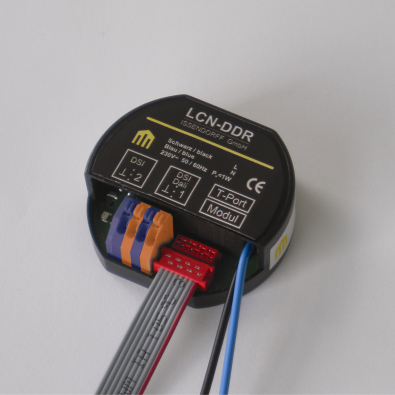 LCN-DDR
ISSENDORFF GmbH
Schwarz / black L
Blau / blue N
230V~ 50 / 60Hz P.<1W
DSI
⊥: 2
DSI
Dali
⊥: 1
T-Port
Modul
CE